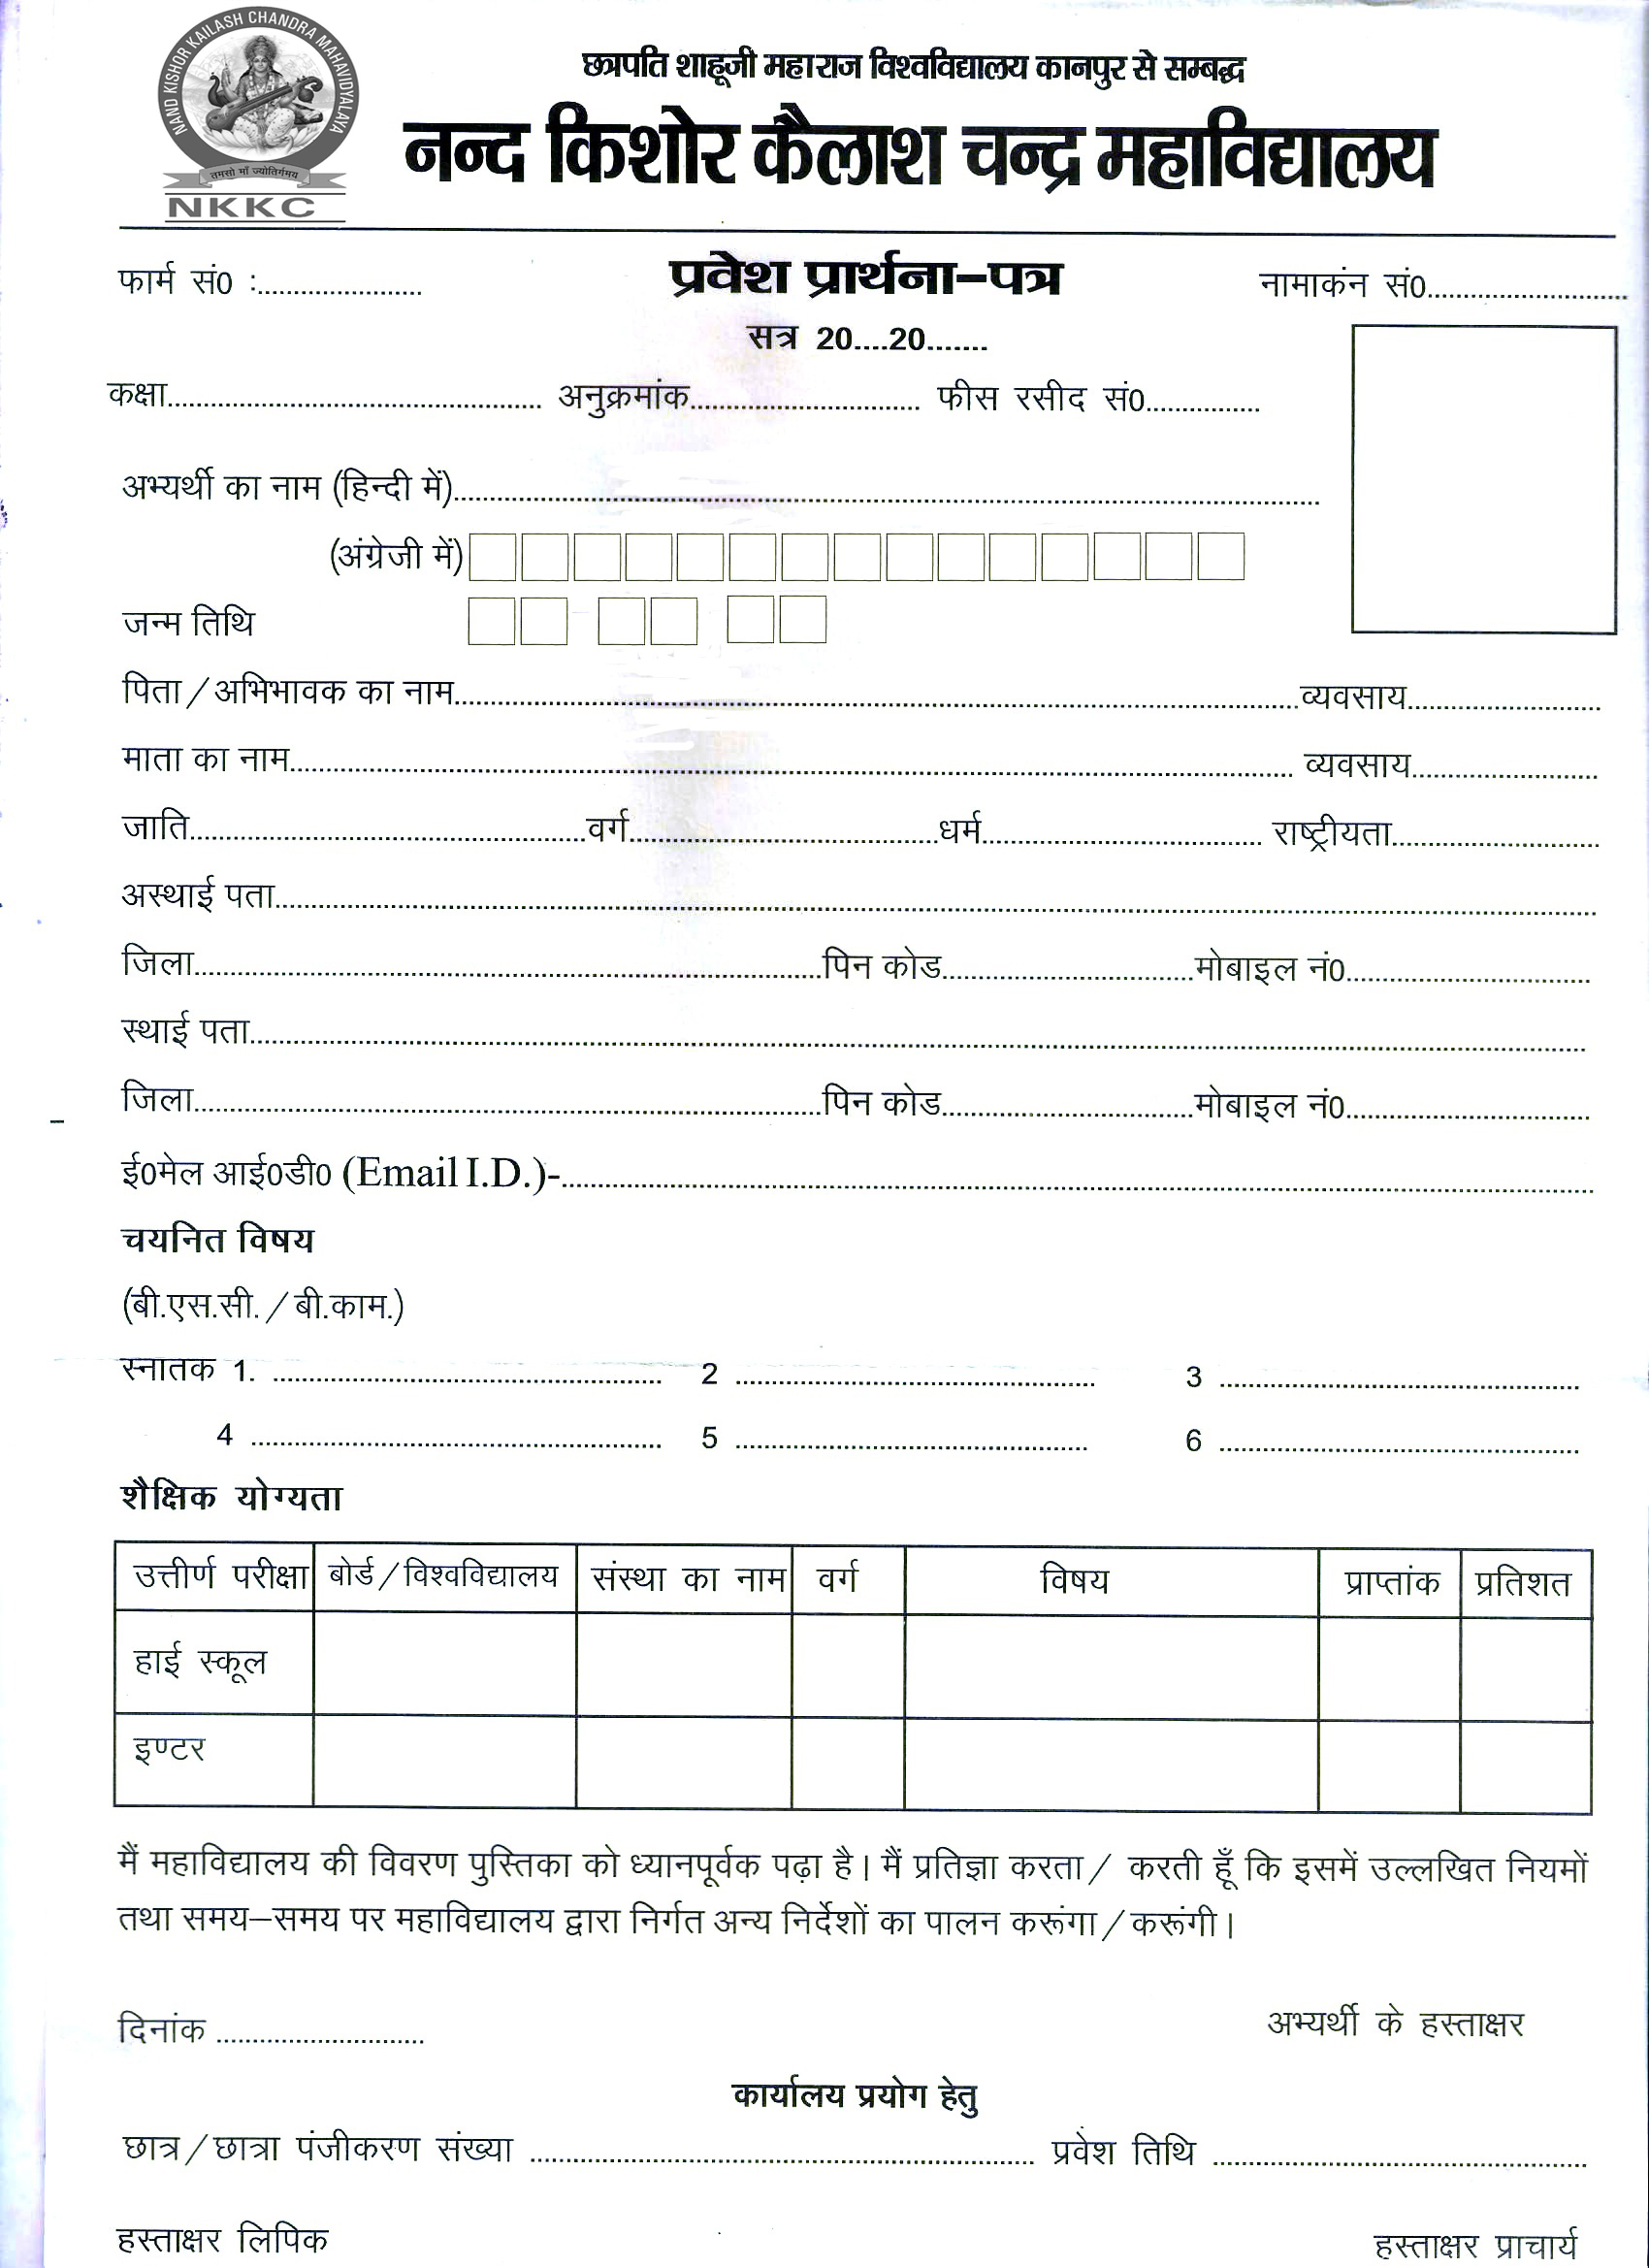 NAND KISHOR KAILASH CHANDRA MAHAVIDYALAYA
तमसो माँ ज्योतिर्गमय
NKKC
छत्रपति शाहूजी महाराज विश्वविद्यालय कानपुर से सम्बद्ध
नन्द किशोर कैलाश चन्द्र महाविद्यालय
फार्म सं0 :..................... प्रवेश प्रार्थना–पत्र नामाकंन सं0..........................
सत्र 20....20.......
कक्षा................................................ अनुक्रमांक............................. फीस रसीद सं0...............
अभ्यर्थी का नाम (हिन्दी में)................................................................
(अंग्रेजी में)
जन्म तिथि
पिता / अभिभावक का नाम................................................................व्यवसाय.........................
माता का नाम................................................................ व्यवसाय.........................
जाति..................................................वर्ग........................................धर्म.................................... राष्ट्रीयता...........................
अस्थाई पता................................................................
जिला................................................................पिन कोड................................मोबाइल नं0................................
स्थाई पता................................................................
जिला................................................................पिन कोड................................मोबाइल नं0................................
ई0मेल आई0डी0 (Email I.D.)-................................................................
चयनित विषय
(बी.एस.सी. / बी.काम.)
स्नातक 1. .................................................. 2 .............................................. 3 ..............................................
4 .................................................... 5 ............................................. 6 ..............................................
शैक्षिक योग्यता
उत्तीर्ण परीक्षा बोर्ड / विश्वविद्यालय संस्था का नाम वर्ग विषय प्राप्तांक प्रतिशत
हाई स्कूल
इण्टर
मैं महाविद्यालय की विवरण पुस्तिका को ध्यानपूर्वक पढ़ा है। मैं प्रतिज्ञा करता / करती हूँ कि इसमें उल्लखित नियमों
तथा समय–समय पर महाविद्यालय द्वारा निर्गत अन्य निर्देशों का पालन करूंगा / करूंगी।
दिनांक ........................... अभ्यर्थी के हस्ताक्षर
कार्यालय प्रयोग हेतु
छात्र / छात्रा पंजीकरण संख्या ................................................................ प्रवेश तिथि ................................................
हस्ताक्षर लिपिक हस्ताक्षर प्राचार्य